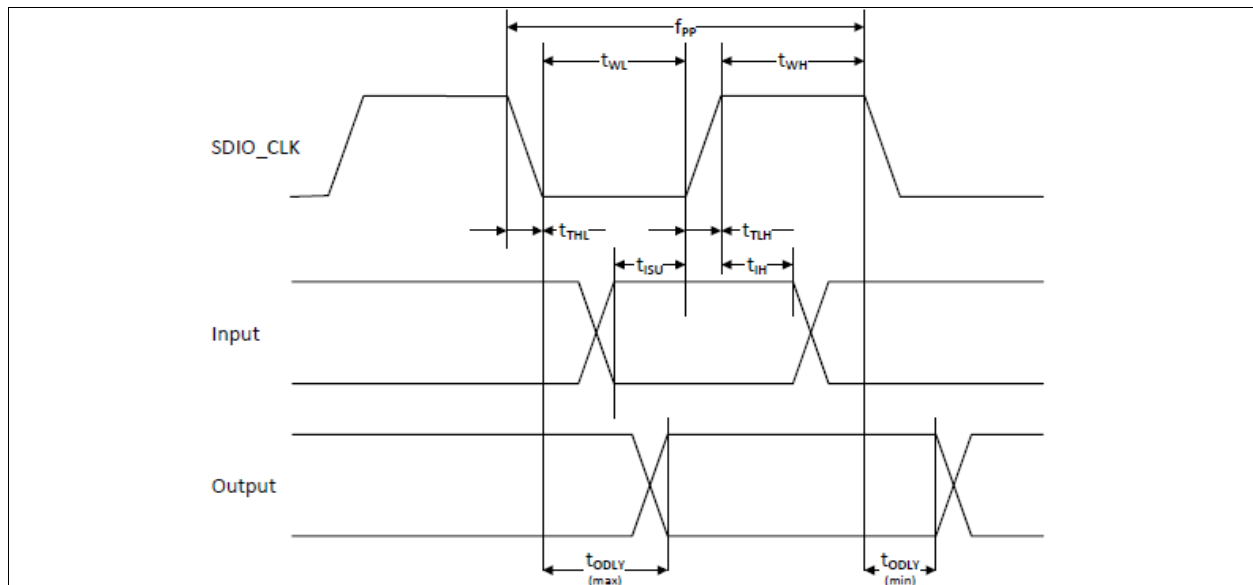 fPP
tWL
tWH
SDIO_CLK
tTHL
tTLH
tISU
tIH
Input
Output
tODLY
(max)
tODLY
(min)